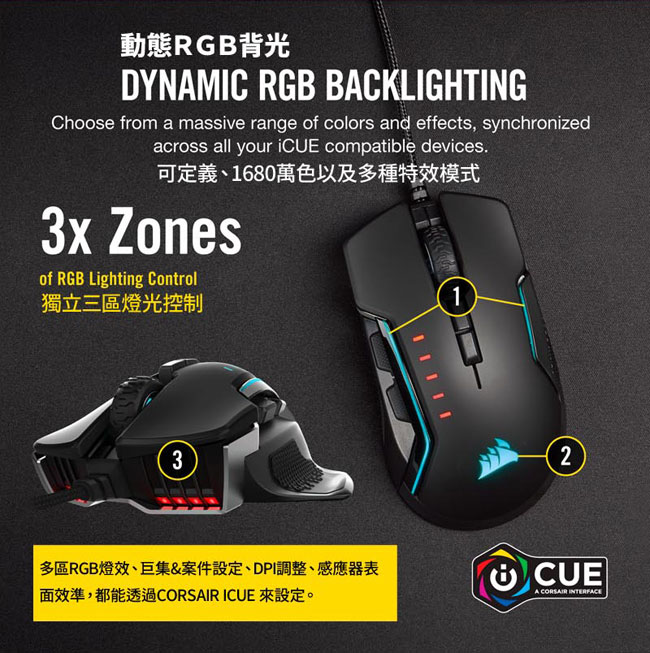 動態RGB背光
DYNAMIC RGB BACKLIGHTING
Choose from a massive range of colors and effects, synchronized
across all your iCUE compatible devices.
可定義、1680萬色以及多種特效模式
3x Zones
of RGB Lighting Control
獨立三區燈光控制
1
2
3
多區RGB燈效、巨集&案件設定、DPI調整、感應器表
面效準，都能透過CORSAIR ICUE 來設定。
i CUE
A CORSAIR INTERFACE